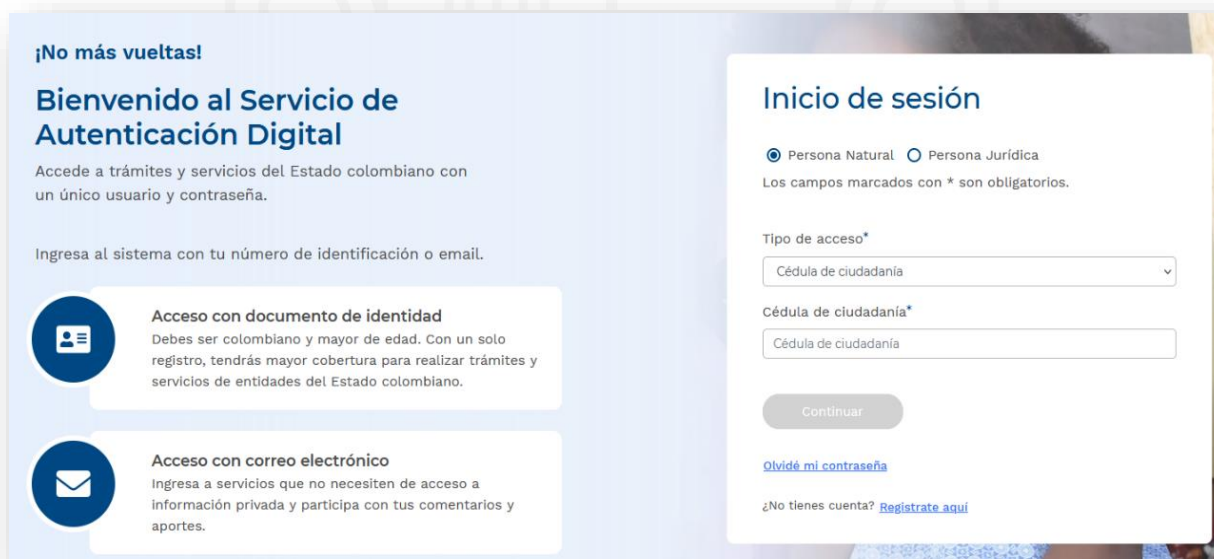 ¡No más vueltas!
Bienvenido al Servicio de
Autenticación Digital
Accede a trámites y servicios del Estado colombiano con
un único usuario y contraseña.
Ingresa al sistema con tu número de identificación o email.
Acceso con documento de identidad
Debes ser colombiano y mayor de edad. Con un solo
registro, tendrás mayor cobertura para realizar trámites y
servicios de entidades del Estado colombiano.
Acceso con correo electrónico
Ingresa a servicios que no necesiten de acceso a
información privada y participa con tus comentarios y
aportes.
Inicio de sesión
Persona Natural Persona Jurídica
Los campos marcados con * son obligatorios.
Tipo de acceso*
Cédula de ciudadanía
Cédula de ciudadanía*
Cédula de ciudadanía
Continuar
Olvidé mi contraseña
¿No tienes cuenta? Registrate aquí